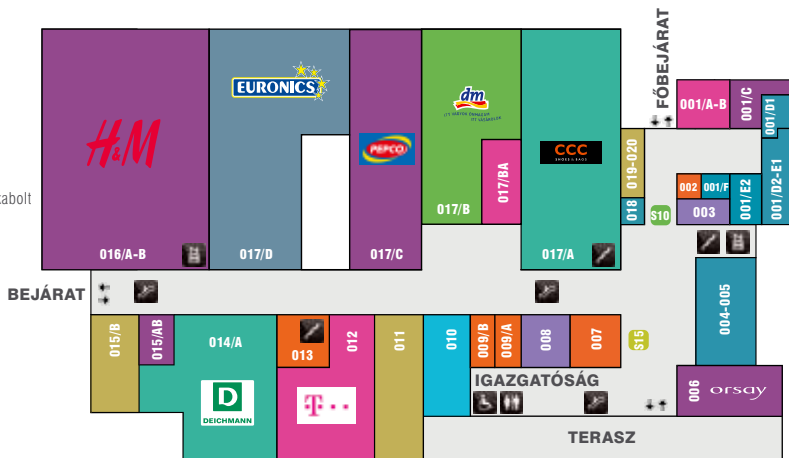 FŐBEJÁRAT
001/A-B
001/C
001/D1
EURONICS
dm
H&M
PEPCO
CCC
SHOES & BAGS
017/BA
019-020
002
001/F
001/E2
001/D2-E1
abolt
017/B
018
S10
003
016/A-B
017/D
017/C
017/A
BEJÁRAT
004-005
015/B
015/AB
014/A
013
012
011
010
009/B
009/A
008
007
S15
IGAZGATÓSÁG
006
orsay
D
DEICHMANN
T
TERASZ